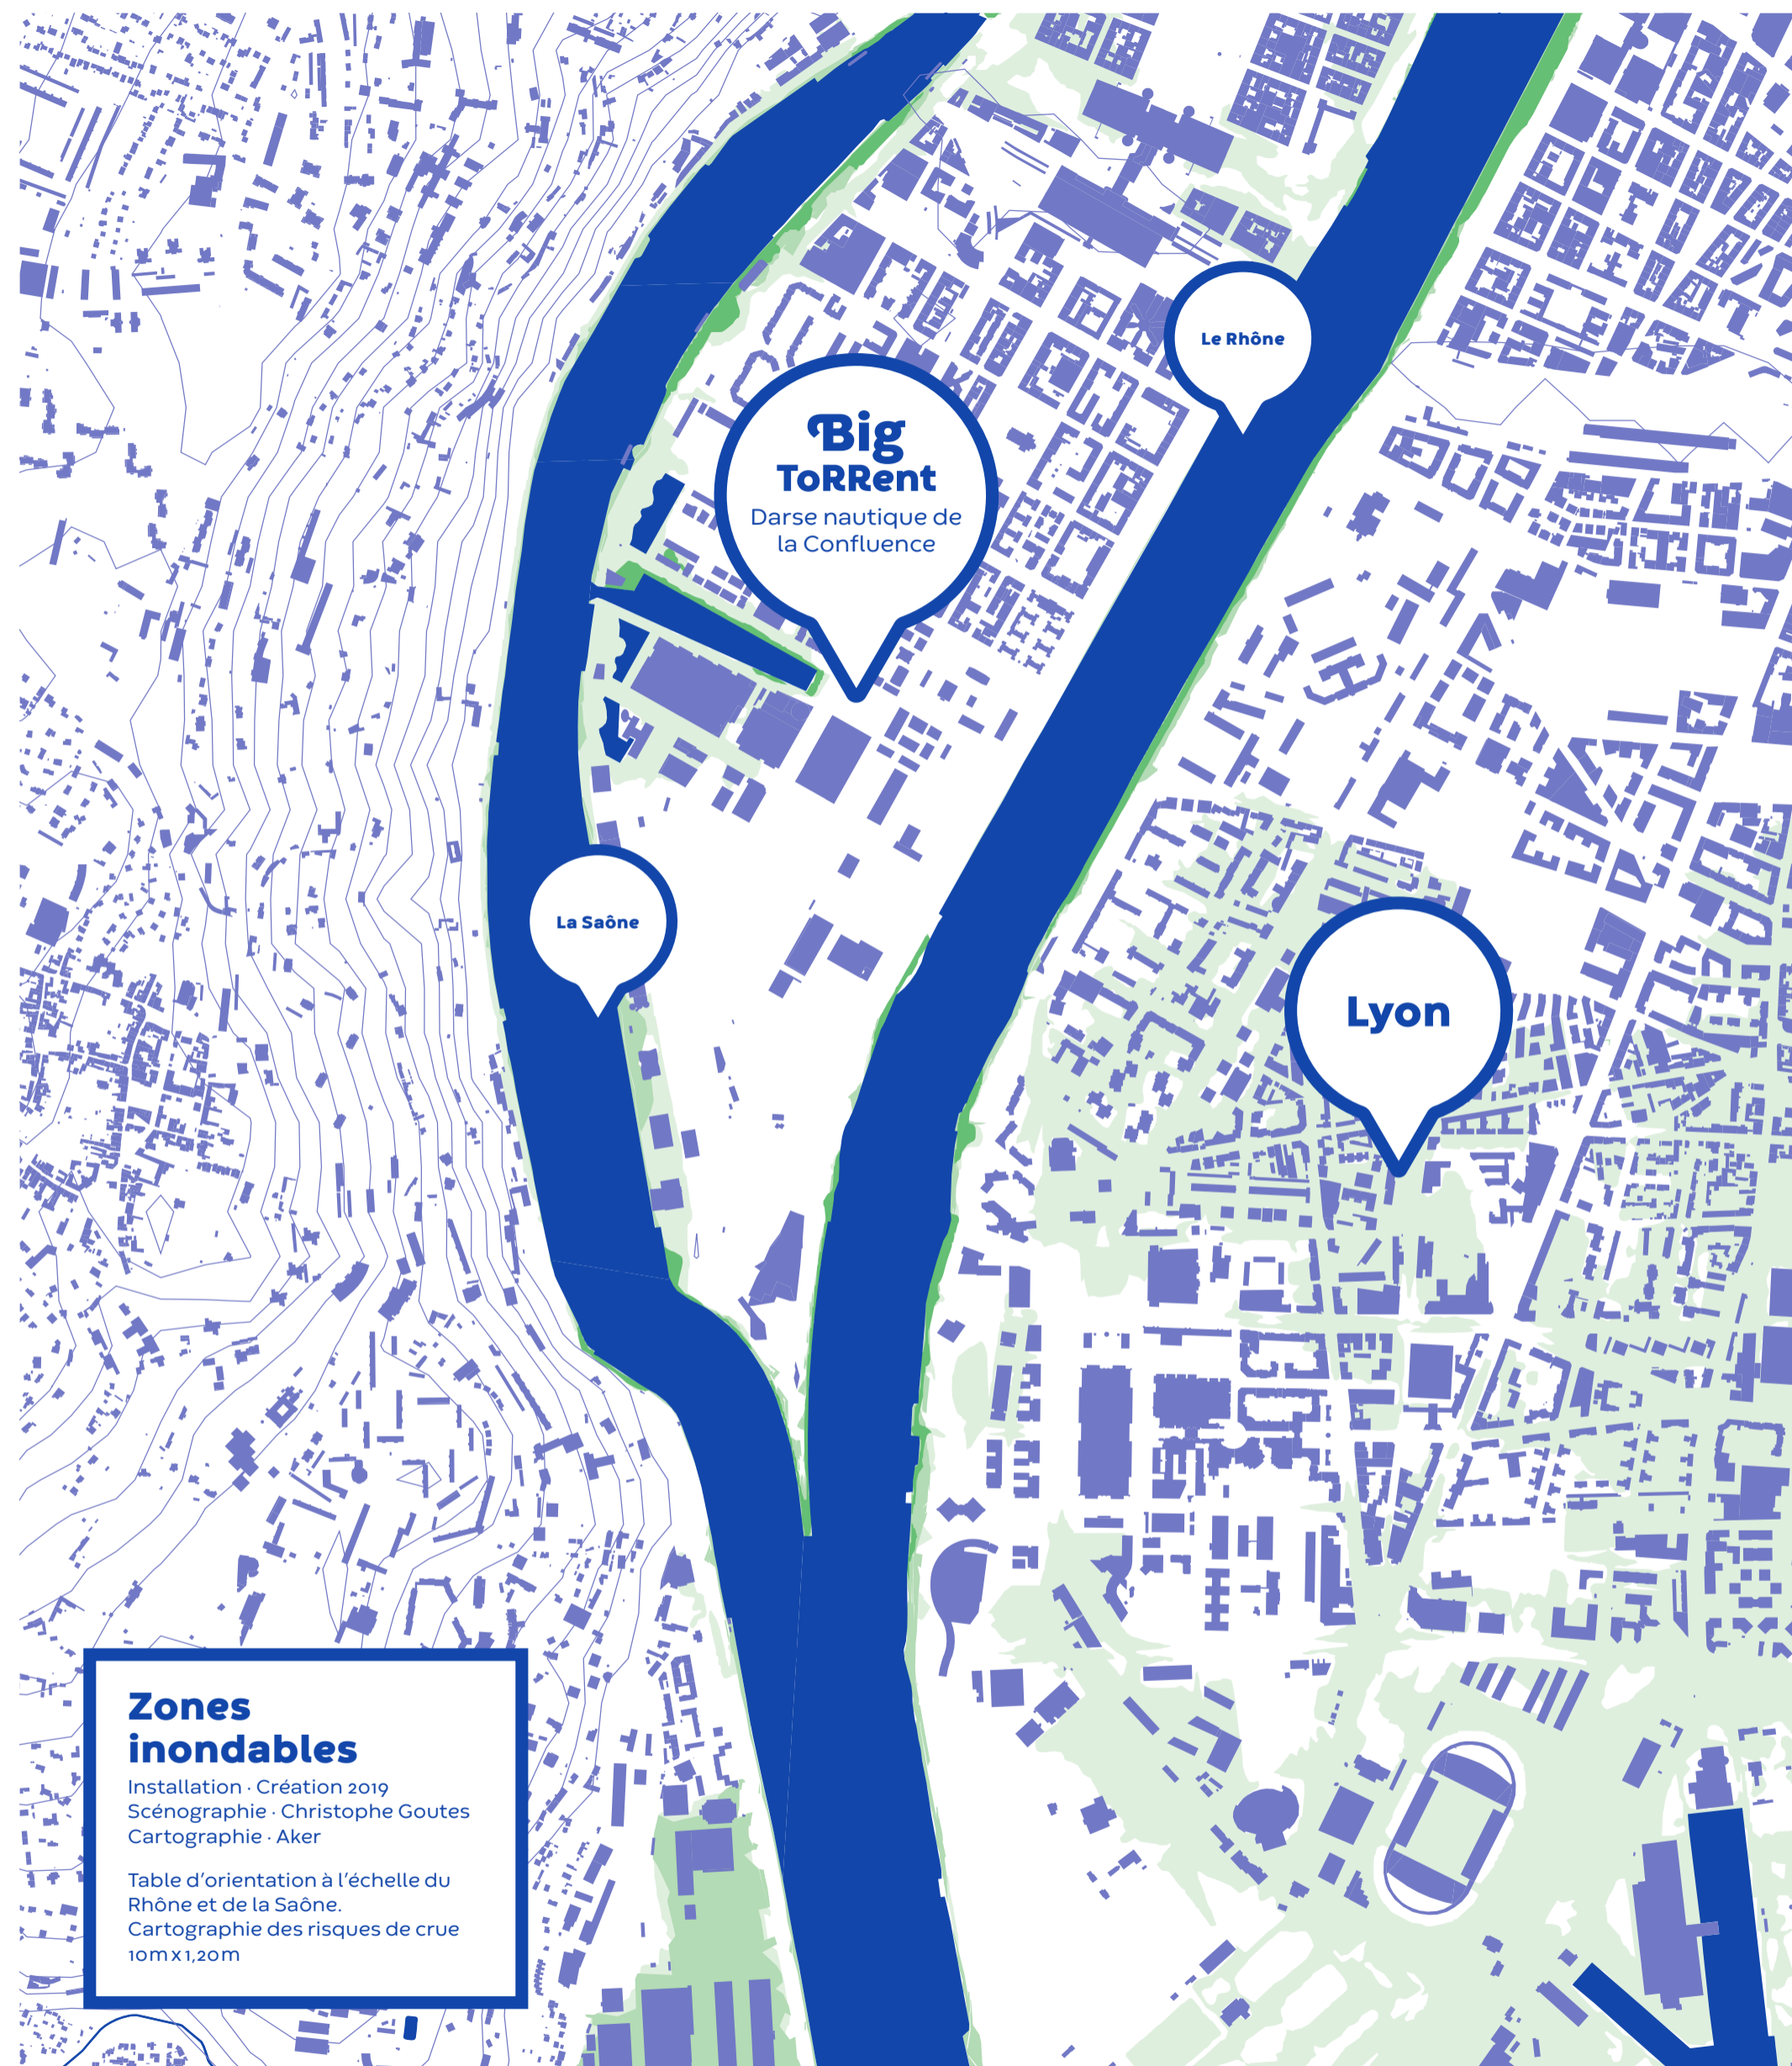 Le Rhône
Big
ToRRent
Darse nautique de
la Confluence
La Saône
Lyon
Zones
inondables
Installation · Création 2019
Scénographie · Christophe Goutes
Cartographie · Aker
Table d’orientation à l’échelle du
Rhône et de la Saône.
Cartographie des risques de crue
10m x 1,20m